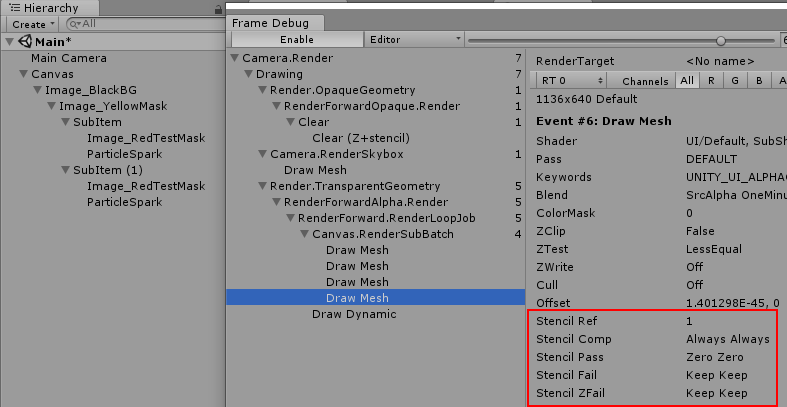 Hierarchy
Create
All
Main*
Main Camera
Canvas
Image_BlackBG
Image_YellowMask
SubItem
Image_RedTestMask
ParticleSpark
SubItem (1)
Image_RedTestMask
ParticleSpark
Frame Debug
Enable Editor 6
Camera.Render 7
Drawing 7
Render.OpaqueGeometry 1
RenderForwardOpaque.Render 1
Clear 1
Clear (Z+stencil)
Camera.RenderSkybox 1
Draw Mesh
Render.TransparentGeometry 5
RenderForwardAlpha.Render 5
RenderForward.RenderLoopJob 5
Canvas.RenderSubBatch 4
Draw Mesh
Draw Mesh
Draw Mesh
Draw Mesh
Draw Dynamic
RenderTarget <No name>
RT 0 Channels All R G B A
1136x640 Default
Event #6: Draw Mesh
Shader UI/Default, SubSh
Pass DEFAULT
Keywords UNITY_UI_ALPHAC
Blend SrcAlpha OneMinu
ColorMask 0
ZClip False
ZTest LessEqual
ZWrite Off
Cull Off
Offset 1.401298E-45, 0
Stencil Ref 1
Stencil Comp Always Always
Stencil Pass Zero Zero
Stencil Fail Keep Keep
Stencil ZFail Keep Keep